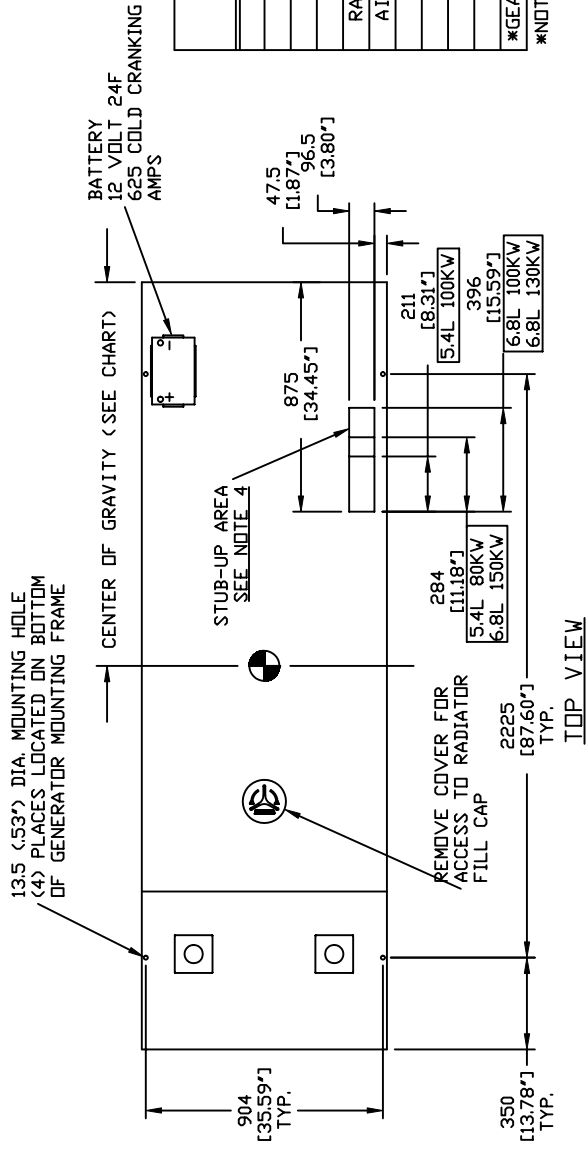 13.5 (.53") DIA. MOUNTING HOLE
(4) PLACES LOCATED ON BOTTOM
OF GENERATOR MOUNTING FRAME
CENTER OF GRAVITY (SEE CHART)
BATTERY
12 VOLT 24F
625 COLD CRANKING
AMPS
+
-
STUB-UP AREA
SEE NOTE 4
875
[34.45"]
47.5
[1.87"]
96.5
[3.80"]
211
[8.31"]
5.4L 100KW
396
[15.59"]
6.8L 100KW
6.8L 130KW
284
[11.18"]
5.4L 80KW
6.8L 150KW
REMOVE COVER FOR
ACCESS TO RADIATOR
FILL CAP
904
[35.59"]
TYP.
350
[13.78"]
TYP.
2225
[87.60"]
TYP.
TOP VIEW
RA
AI
*GEA
*NOT